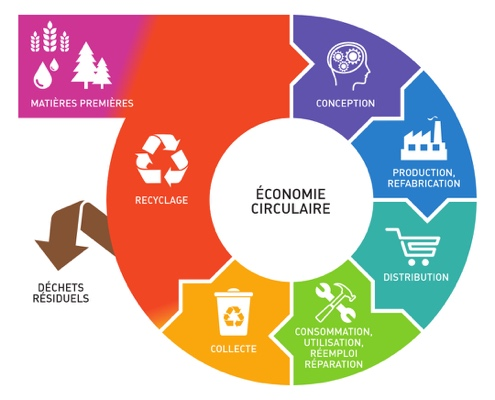 MATIÈRES PREMIÈRES
CONCEPTION
PRODUCTION,
REFABRICATION
DISTRIBUTION
CONSOMMATION,
UTILISATION,
RÉEMPLOI
RÉPARATION
COLLECTE
RECYCLAGE
DÉCHETS
RÉSIDUELS
ÉCONOMIE
CIRCULAIRE